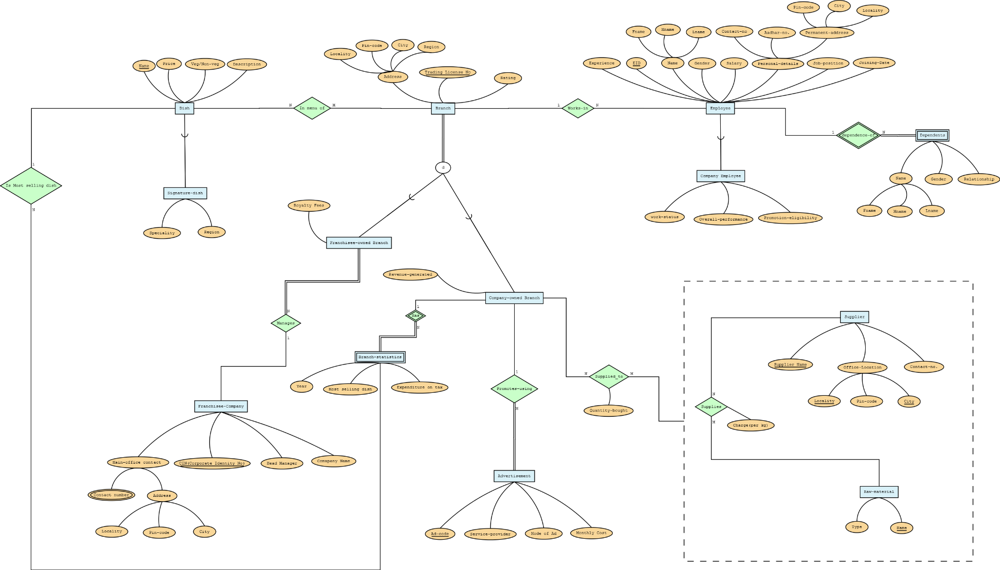 Pin-code
City
Locality
Fname
Mname
Lname
Contact-no
Aadhar-no.
Permanent-address
Locality
Pin-code
City
Region
Name
Price
Veg/Non-veg
Description
Address
Trading License No
Rating
Experience
EID
Name
Gender
Salary
Personal-details
Job-position
Joining-Date
Dish
N
In menu of
M
Branch
1
Works-in
N
Employee
1
dependence-of
N
Dependents
1
Is Most selling dish
N
d
Signature-dish
Speciality
Region
Company Employee
work-status
Overall-performance
Promotion-eligibility
Name
Gender
Relationship
Fname
Mname
Lname
Royalty Fees
Franchisee-owned Branch
Revenue-generated
Company-owned Branch
N
Manages
1
1
Has
N
Branch-statistics
Year
Most selling dish
Expenditure on tax
1
Promotes-using
M
N
Supplied_to
M
Quantity-bought
Supplier
Supplier Name
Office-Location
Contact-no.
Locality
Pin-code
City
N
Supplies
M
Charge(per kg)
Franchisee-Company
Main-office contact
CIN(Corporate Identity No)
Head Manager
Comapany Name
Contact number
Address
Locality
Pin-code
City
Advertisement
Ad-code
Service-provider
Mode of Ad
Monthly Cost
Raw-material
Type
Name